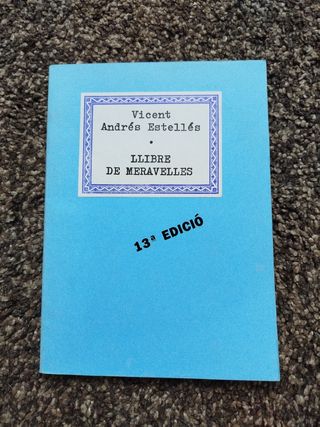 Vicent
Andrés Estellés
•
LLIBRE
DE MERAVELLES
13ª EDICIÓ